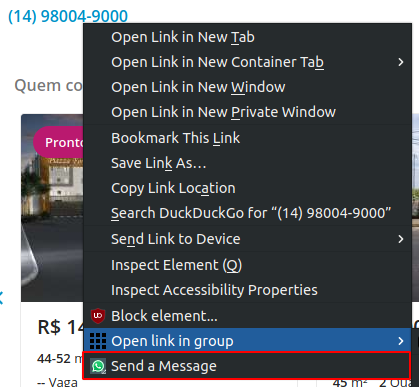 (14) 98004-9000
Open Link in New Tab
Open Link in New Container Tab
Open Link in New Window
Open Link in New Private Window
Bookmark This Link
Save Link As…
Copy Link Location
Search DuckDuckGo for “(14) 98004-9000”
Send Link to Device
Inspect Element (Q)
Inspect Accessibility Properties
Block element...
Open link in group
Send a Message
Quem co
Pronto
R$ 14
44-52 m
-- Vaga
45 m² 2 Qua